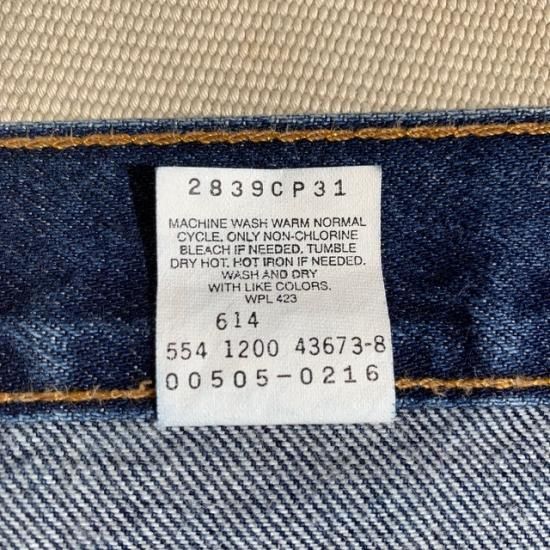 2839CP31
MACHINE WASH WARM NORMAL
CYCLE, ONLY NON-CHLORINE
BLEACH IF NEEDED. TUMBLE
DRY HOT. HOT IRON IF NEEDED.
WASH AND DRY
WITH LIKE COLORS.
WPL 423
614
554 1200 43673-8
00505-0216